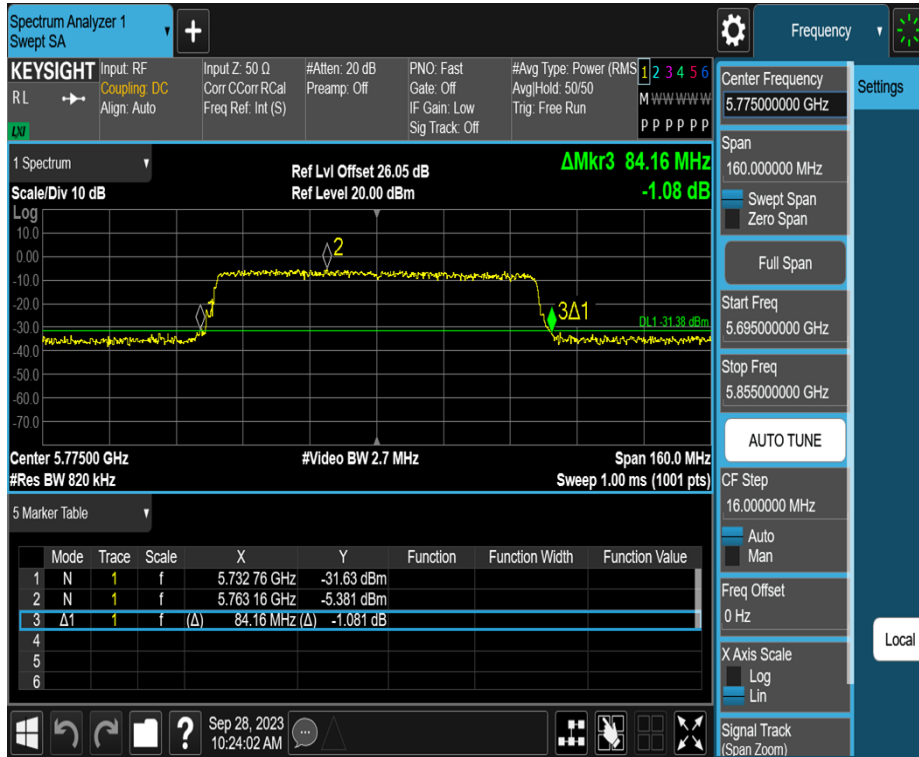 Spectrum Analyzer 1
Swept SA
+
Frequency
KEYSIGHT
RL
LXI
Input: RF
Coupling: DC
Align: Auto
Input Z: 50 Ω
Corr CCorr RCal
Freq Ref: Int (S)
#Atten: 20 dB
Preamp: Off
PNO: Fast
Gate: Off
IF Gain: Low
Sig Track: Off
#Avg Type: Power (RMS
Avg|Hold: 50/50
Trig: Free Run
1 2 3 4 5 6
M W W W W W
P P P P P P
1 Spectrum
Scale/Div 10 dB
Log
Ref Lvl Offset 26.05 dB
Ref Level 20.00 dBm
ΔMkr3 84.16 MHz
-1.08 dB
10.0
0.00
-10.0
-20.0
-30.0
-40.0
-50.0
-60.0
-70.0
1
2
3Δ1
DL1 -31.38 dBm
Center 5.77500 GHz
#Video BW 2.7 MHz
Span 160.0 MHz
#Res BW 820 kHz
Sweep 1.00 ms (1001 pts)
5 Marker Table
Mode Trace Scale X Y Function Function Width Function Value
1 N 1 f 5.732 76 GHz -31.63 dBm
2 N 1 f 5.763 16 GHz -5.381 dBm
3 Δ1 1 f (Δ) 84.16 MHz (Δ) -1.081 dB
4
5
6
?
Sep 28, 2023
10:24:02 AM
Center Frequency
5.775000000 GHz
Settings
Span
160.000000 MHz
Swept Span
Zero Span
Full Span
Start Freq
5.695000000 GHz
Stop Freq
5.855000000 GHz
AUTO TUNE
CF Step
16.000000 MHz
Auto
Man
Freq Offset
0 Hz
Local
X Axis Scale
Log
Lin
Signal Track
(Span Zoom)